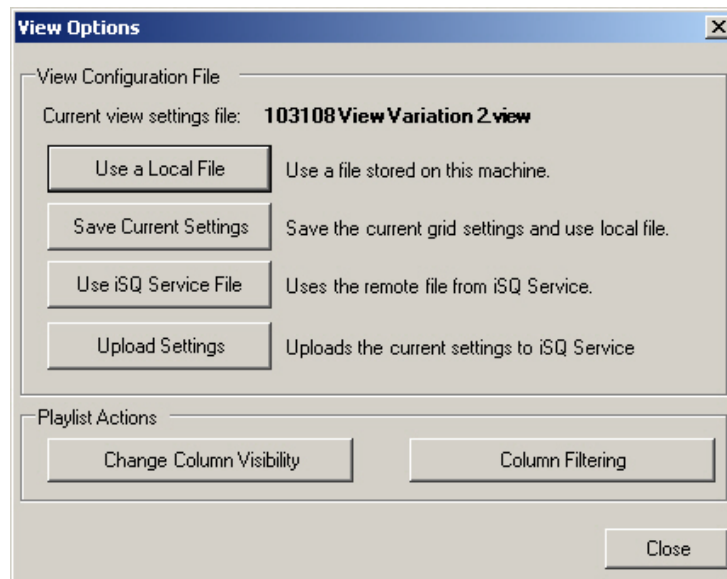 View Options
View Configuration File
Current view settings file: 103108 View Variation 2.view
Use a Local File Use a file stored on this machine.
Save Current Settings Save the current grid settings and use local file.
Use iSQ Service File Uses the remote file from iSQ Service.
Upload Settings Uploads the current settings to iSQ Service
Playlist Actions
Change Column Visibility Column Filtering
Close